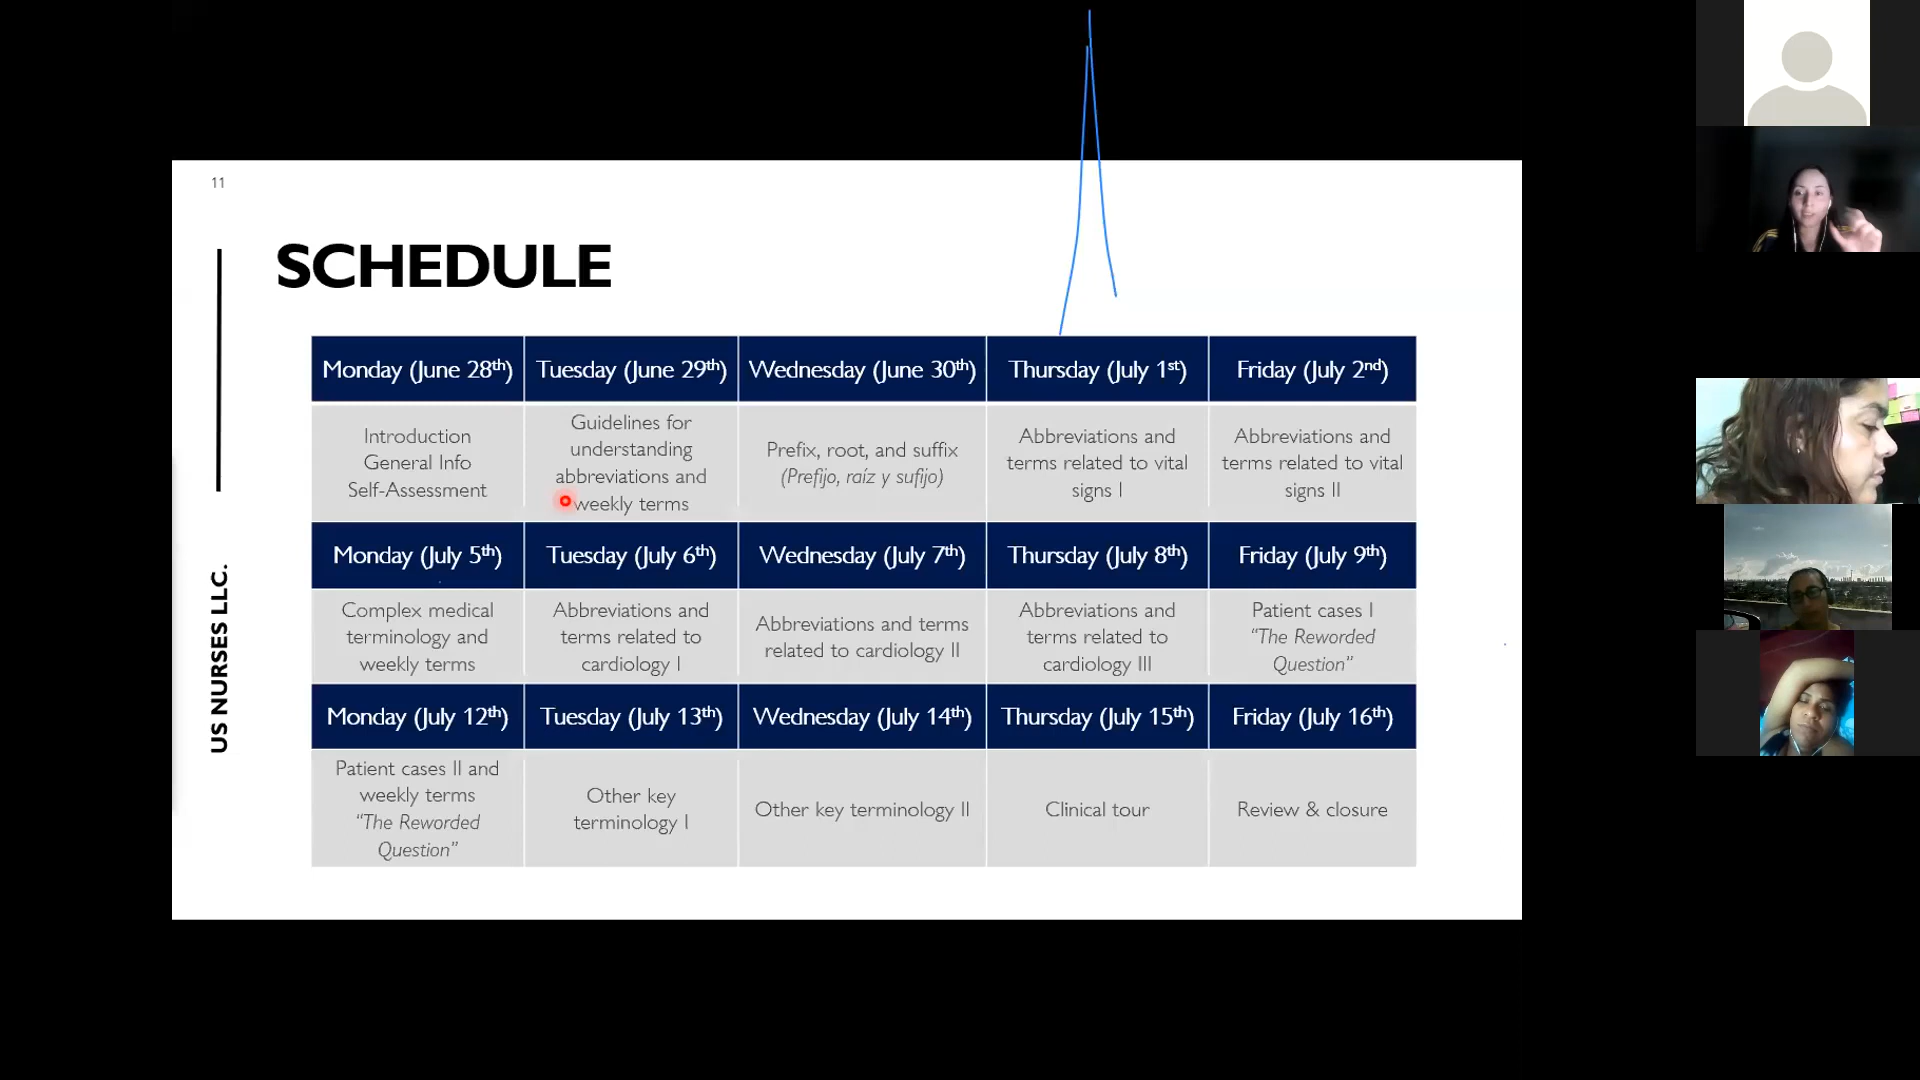 11
SCHEDULE
US NURSES LLC.
Monday (June 28th) Tuesday (June 29th) Wednesday (June 30th) Thursday (July 1st) Friday (July 2nd)
Introduction
General Info
Self-Assessment
Guidelines for
understanding
abbreviations and
weekly terms
Prefix, root, and suffix
(Prefijo, raíz y sufijo)
Abbreviations and
terms related to vital
signs I
Abbreviations and
terms related to vital
signs II
Monday (July 5th) Tuesday (July 6th) Wednesday (July 7th) Thursday (July 8th) Friday (July 9th)
Complex medical
terminology and
weekly terms
Abbreviations and
terms related to
cardiology I
Abbreviations and terms
related to cardiology II
Abbreviations and
terms related to
cardiology III
Patient cases I
“The Reworded
Question”
Monday (July 12th) Tuesday (July 13th) Wednesday (July 14th) Thursday (July 15th) Friday (July 16th)
Patient cases II and
weekly terms
“The Reworded
Question”
Other key
terminology I
Other key terminology II
Clinical tour
Review & closure